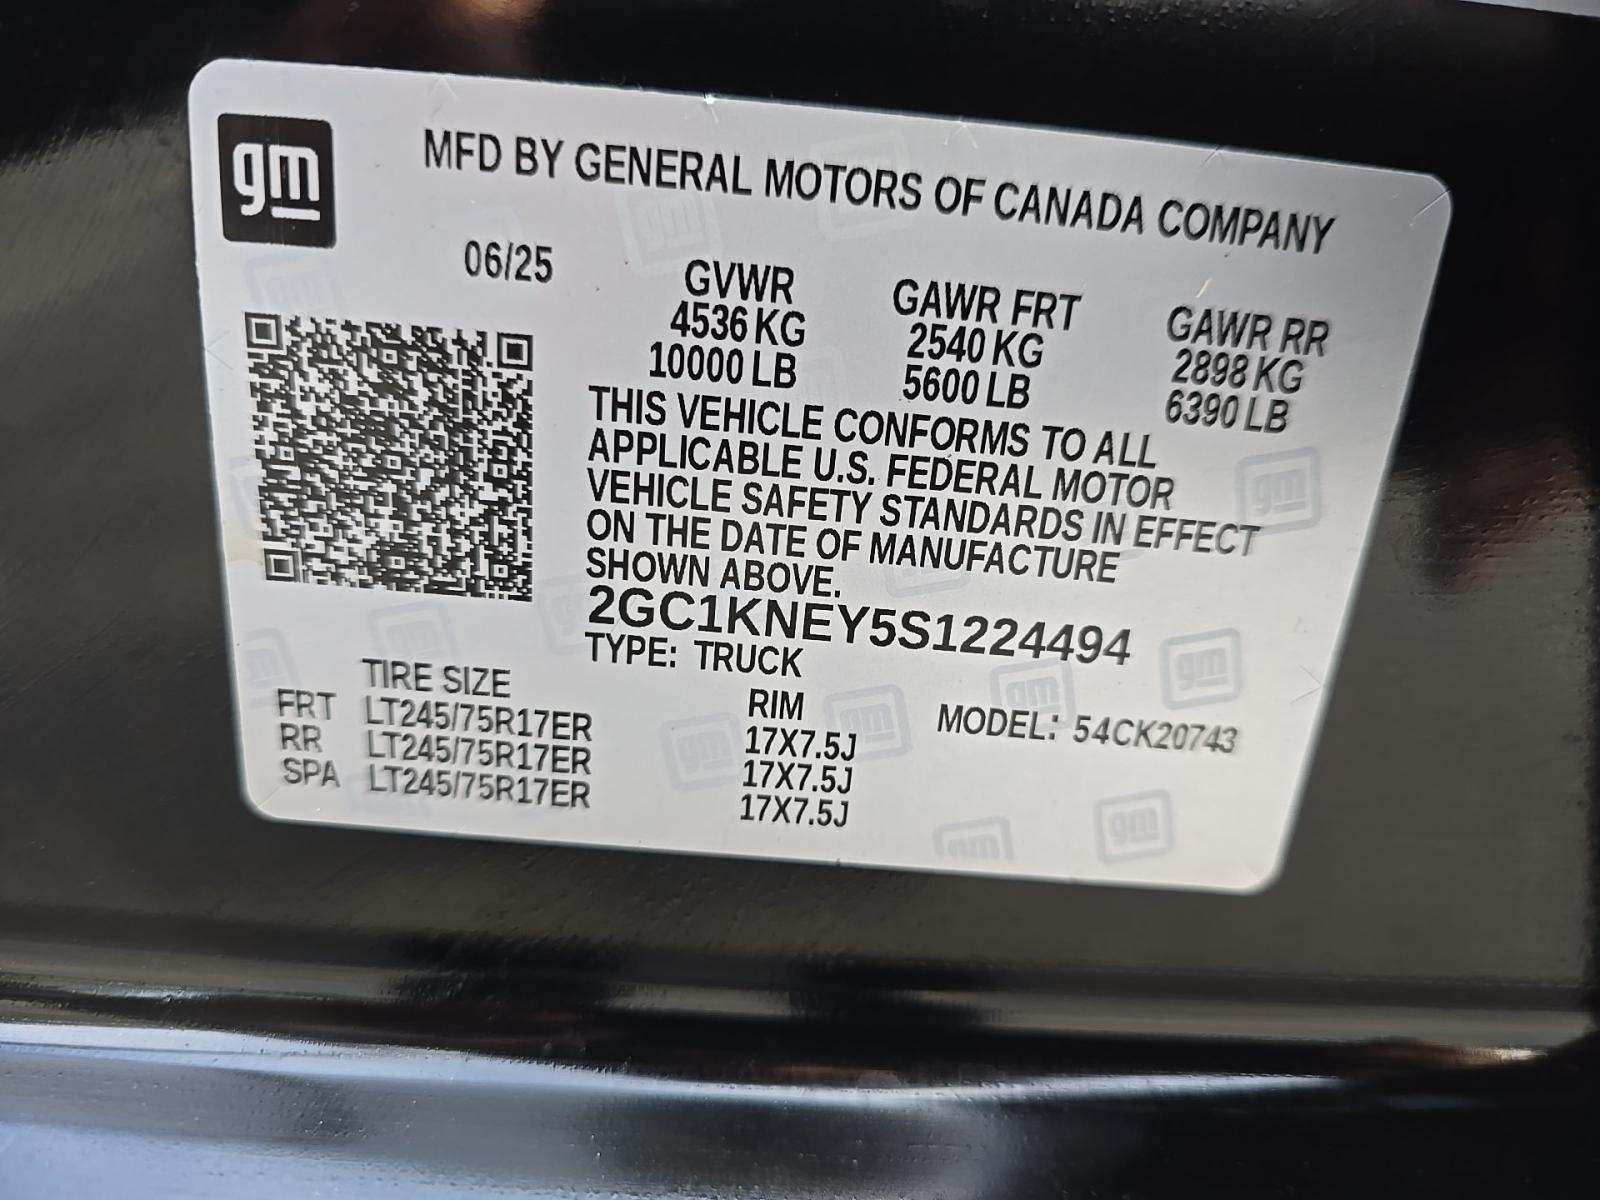 gm
MFD BY GENERAL MOTORS OF CANADA COMPANY
06/25
GVWR GAWR FRT GAWR RR
4536 KG 2540 KG 2898 KG
10000 LB 5600 LB 6390 LB
THIS VEHICLE CONFORMS TO ALL
APPLICABLE U.S. FEDERAL MOTOR
VEHICLE SAFETY STANDARDS IN EFFECT
ON THE DATE OF MANUFACTURE
SHOWN ABOVE.
2GC1KNEY5S1224494
TYPE: TRUCK
TIRE SIZE RIM MODEL: 54CK20743
FRT LT245/75R17ER 17X7.5J
RR LT245/75R17ER 17X7.5J
SPA LT245/75R17ER 17X7.5J